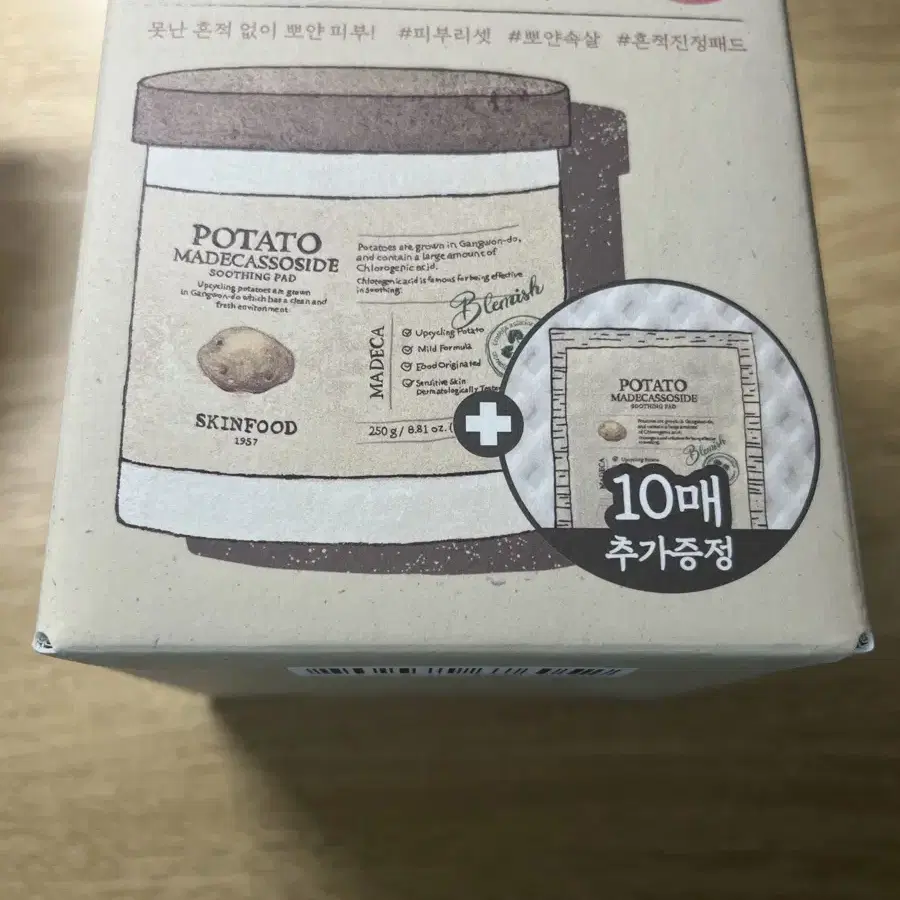 못난 흔적 없이 뽀얀 피부! #피부리셋 #뽀얀속살 #흔적진정패드
POTATO
MADECASSOSIDE
SOOTHING PAD
Upcycling potatoes are grown
in Gangwon-do which has a clean and
fresh environment
SKINFOOD
1957
Potatoes are grown in Gangwon-do,
and contain a large amount of
Chlorogenic acid.
Chlorogenic acid is famous for being effective
in soothing.
Blemish
MADECA
Upcycling Potato
Mild Formula
Food Originated
Sensitive Skin
Dermatologically Teste
250 g / 8.81 oz.
POTATO
MADECASSOSIDE
SOOTHING PAD
Blemish
10매
추가증정